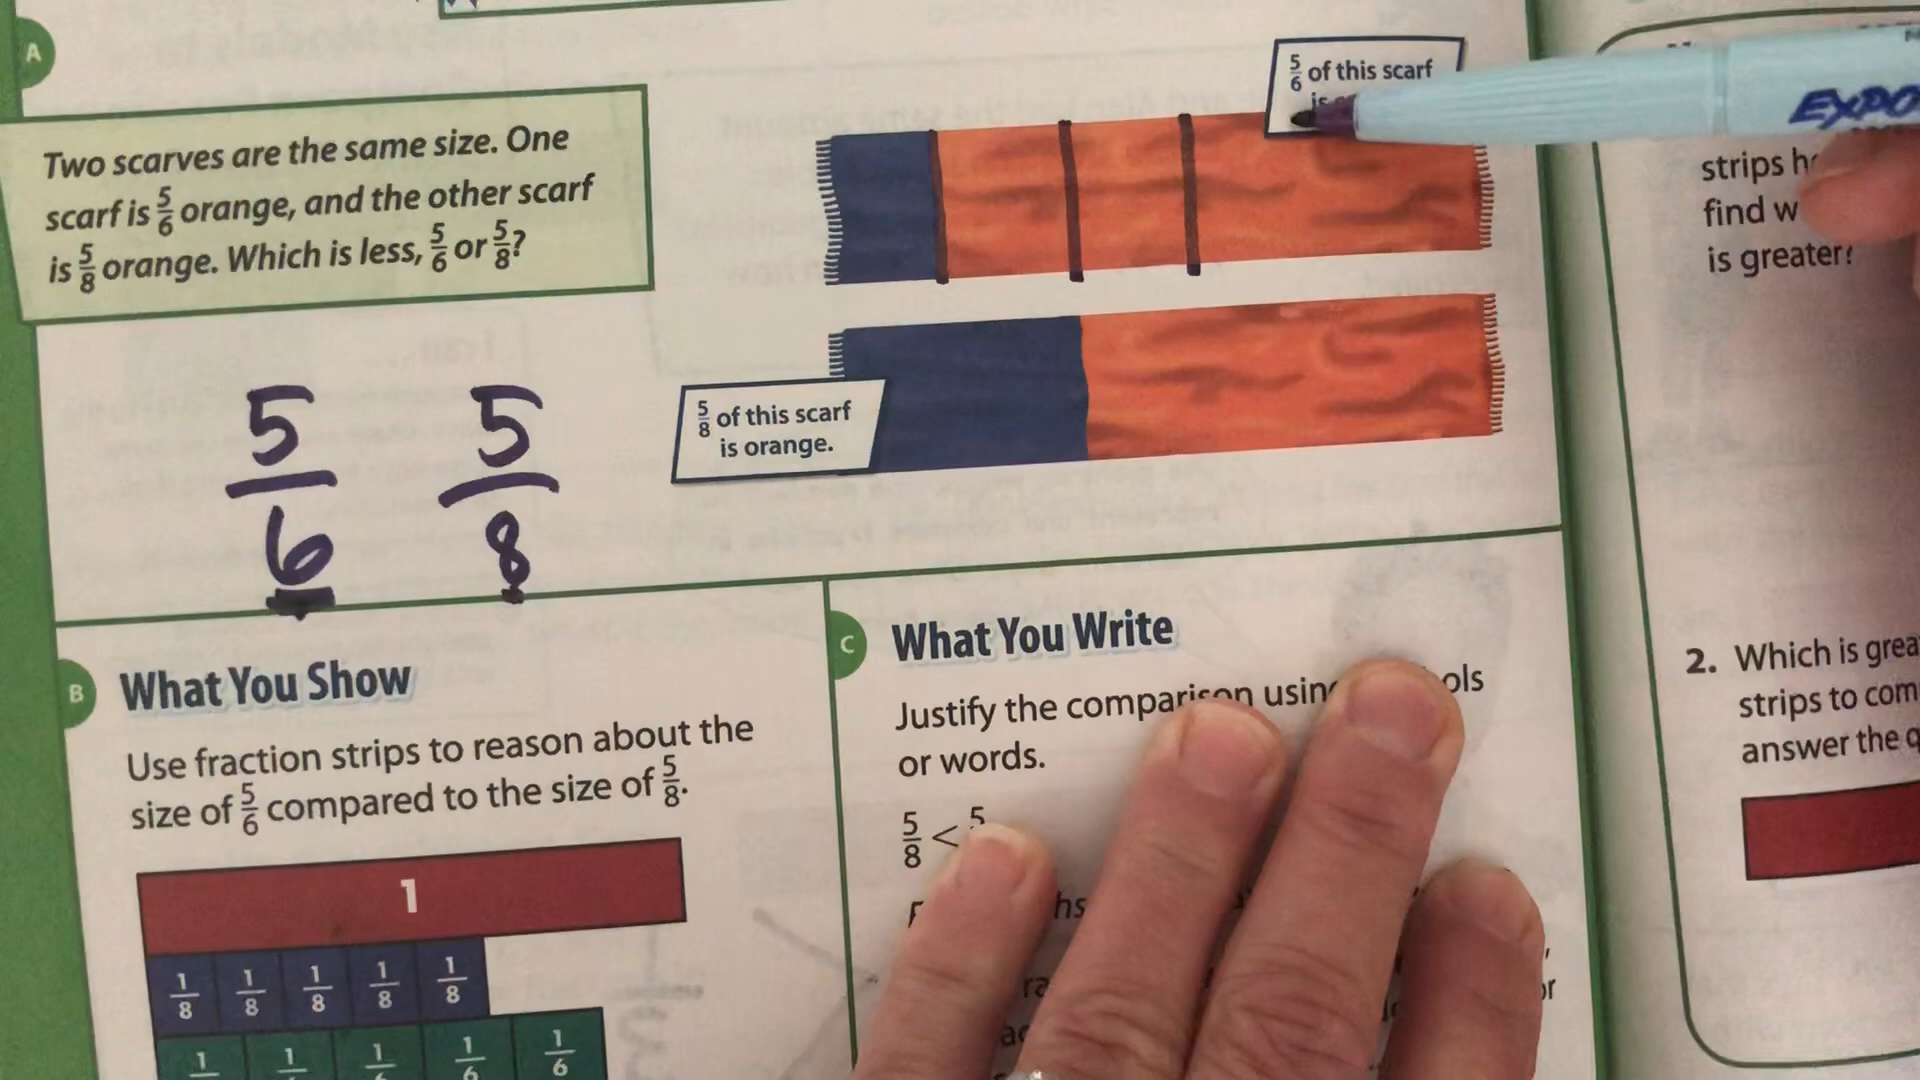 A
5/6 of this scarf
is
EXPO
Two scarves are the same size. One
scarf is 5/6 orange, and the other scarf
is 5/8 orange. Which is less, 5/6 or 5/8?
5/6 5/8
5/8 of this scarf
is orange.
B What You Show
Use fraction strips to reason about the
size of 5/6 compared to the size of 5/8.
1
1/8 1/8 1/8 1/8 1/8
1/6
C What You Write
Justify the comparison using
or words.
5/8 < 5
strips
find
is greater?
2. Which is
strips to
answer the